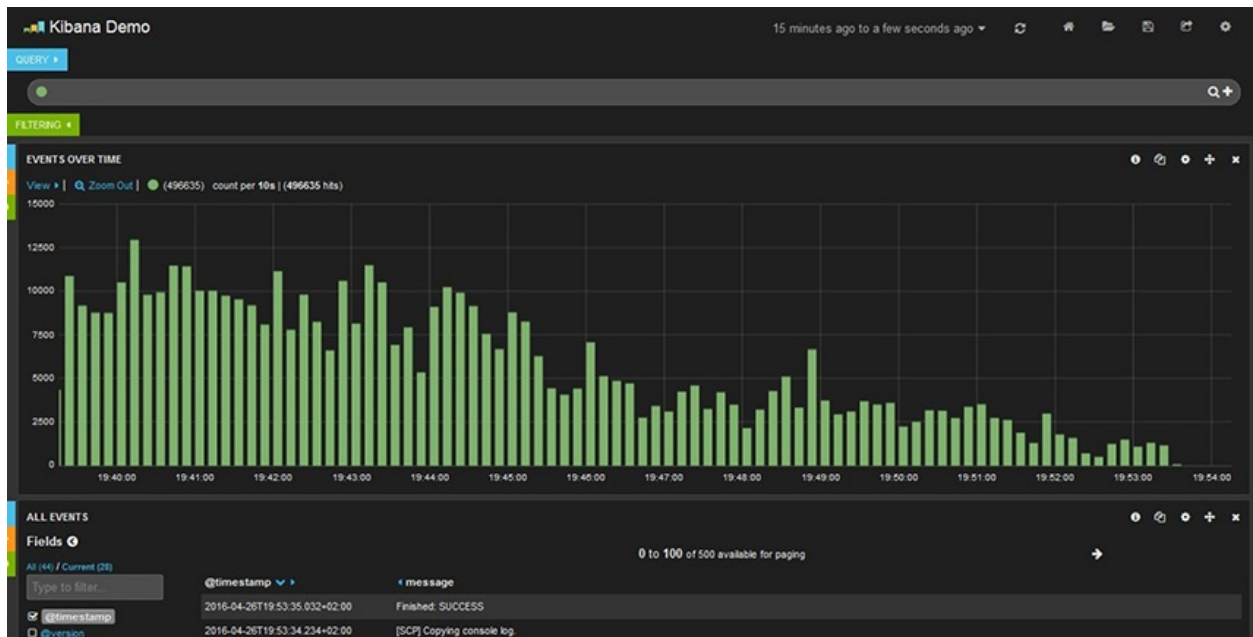 Kibana Demo
15 minutes ago to a few seconds ago
QUERY
FILTERING
EVENTS OVER TIME
View | Zoom Out | (496635) count per 10s | (496635 hits)
15000
12500
10000
7500
5000
2500
0
19:40:00 19:41:00 19:42:00 19:43:00 19:44:00 19:45:00 19:46:00 19:47:00 19:48:00 19:49:00 19:50:00 19:51:00 19:52:00 19:53:00 19:54:00
ALL EVENTS
Fields
0 to 100 of 500 available for paging
All (44) / Current (28)
Type to filter...
@timestamp message
2016-04-26T19:53:35.032+02:00 Finished: SUCCESS
@timestamp
2016-04-26T19:53:34.234+02:00 [SCP] Copying console log.
@version